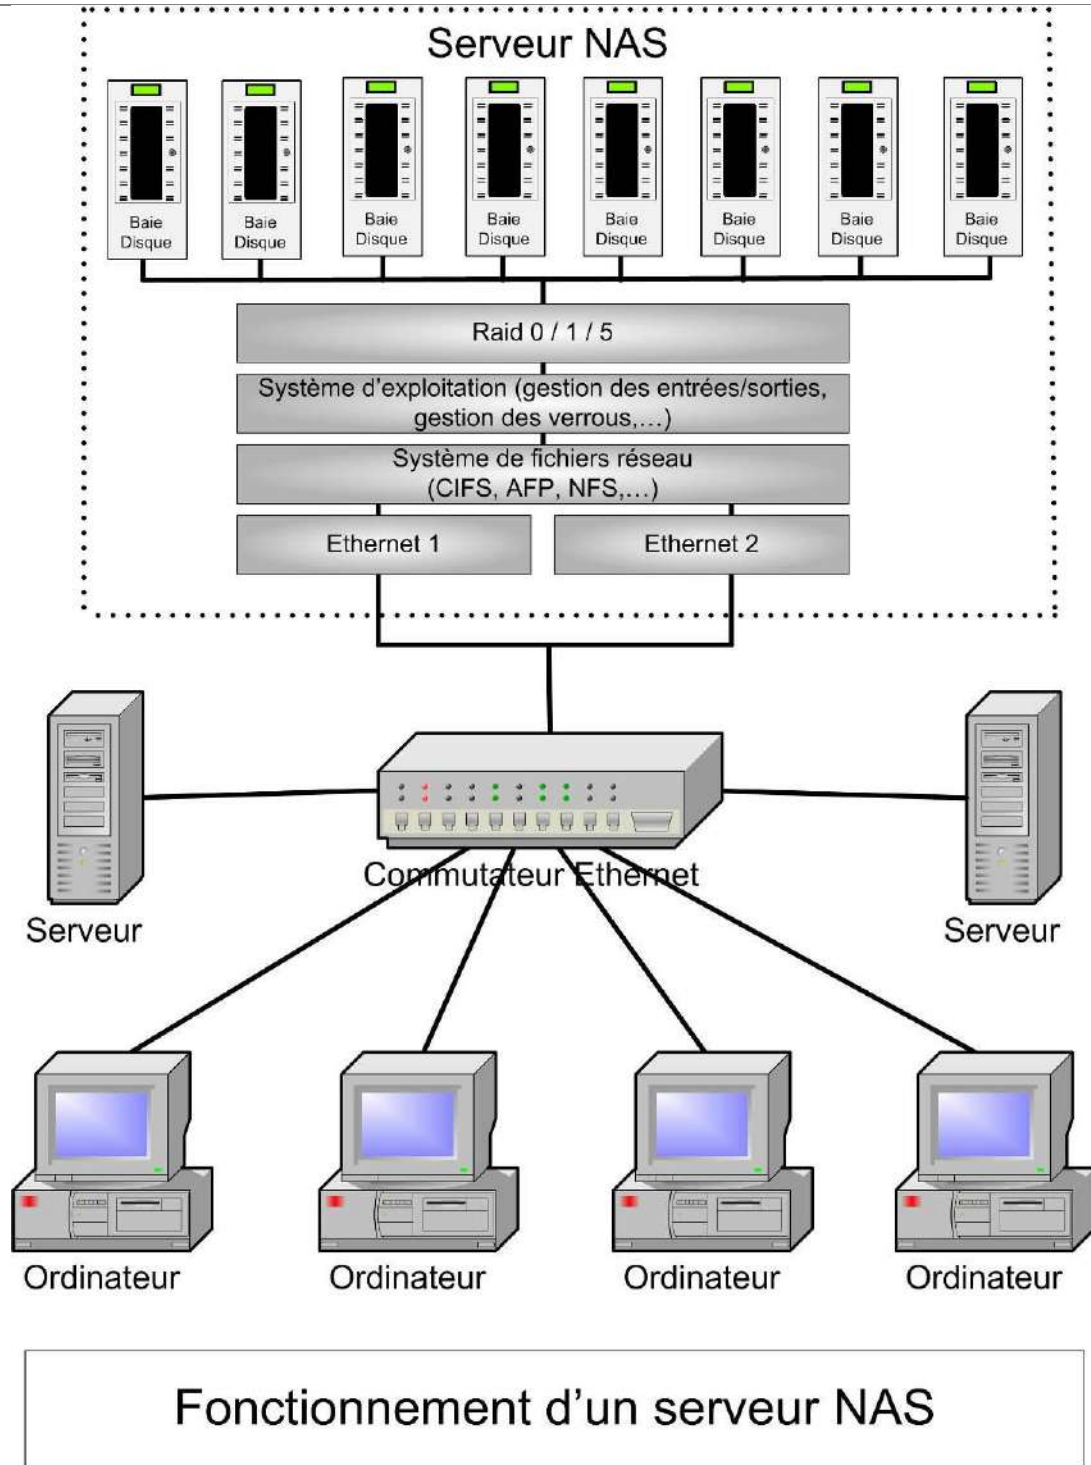 Serveur NAS
Baie
Disque
Baie
Disque
Baie
Disque
Baie
Disque
Baie
Disque
Baie
Disque
Baie
Disque
Baie
Disque
Raid 0 / 1 / 5
Système d'exploitation (gestion des entrées/sorties,
gestion des verrous,...)
Système de fichiers réseau
(CIFS, AFP, NFS,...)
Ethernet 1
Ethernet 2
Commutateur Ethernet
Serveur
Serveur
Ordinateur
Ordinateur
Ordinateur
Ordinateur
Fonctionnement d'un serveur NAS